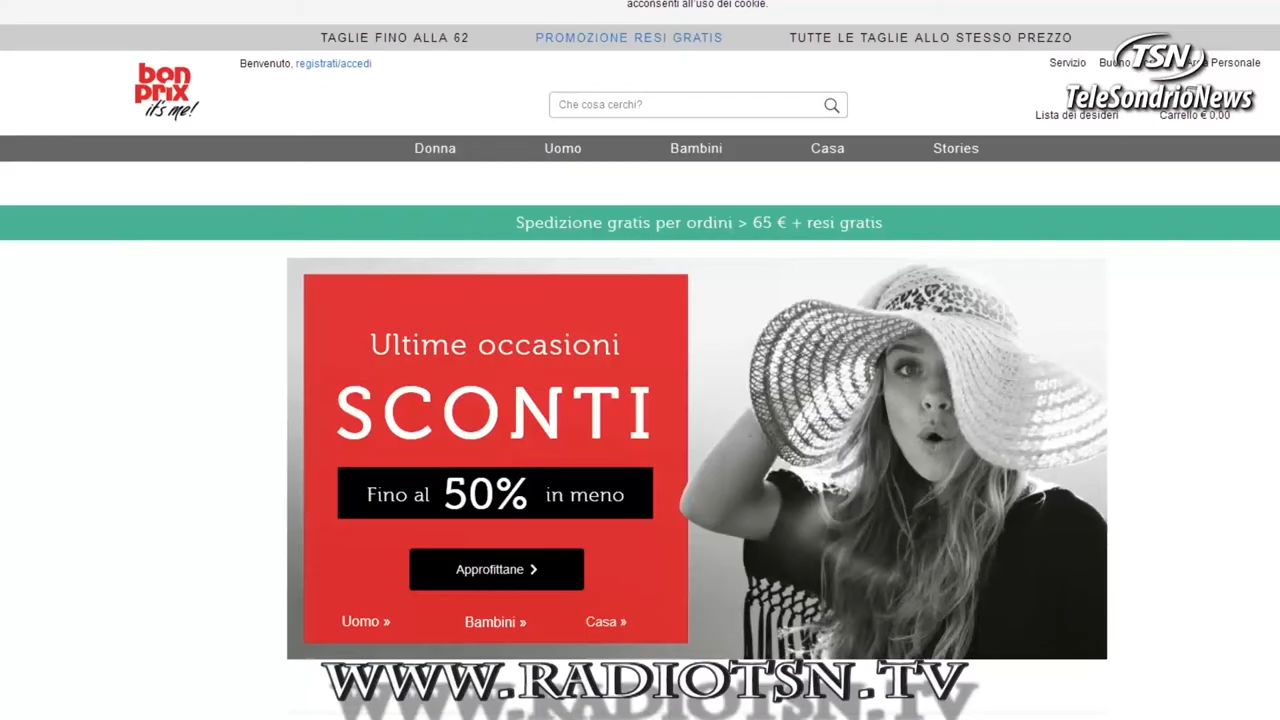 acconsenti all'uso dei cookie.
TAGLIE FINO ALLA 62 PROMOZIONE RESI GRATIS TUTTE LE TAGLIE ALLO STESSO PREZZO
Benvenuto, registrati/accedi
Servizio Personale
TSN
TeleSondrioNews
bon
prix
it's me!
Che cosa cerchi?
Lista dei desideri Carrello € 0,00
Donna Uomo Bambini Casa Stories
Spedizione gratis per ordini > 65 € + resi gratis
Ultime occasioni
SCONTI
Fino al 50% in meno
Approfittane
Uomo » Bambini » Casa »
WWW.RADIOTSN.TV